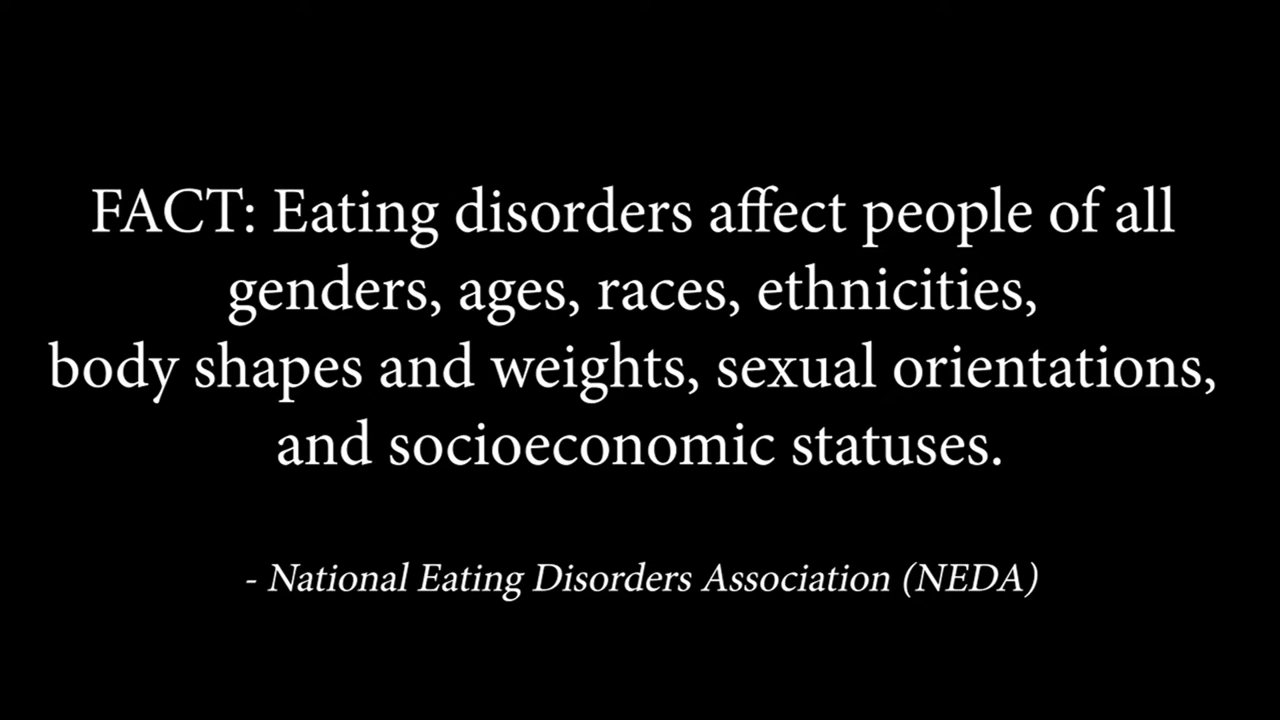 FACT: Eating disorders affect people of all
genders, ages, races, ethnicities,
body shapes and weights, sexual orientations,
and socioeconomic statuses.
- National Eating Disorders Association (NEDA)